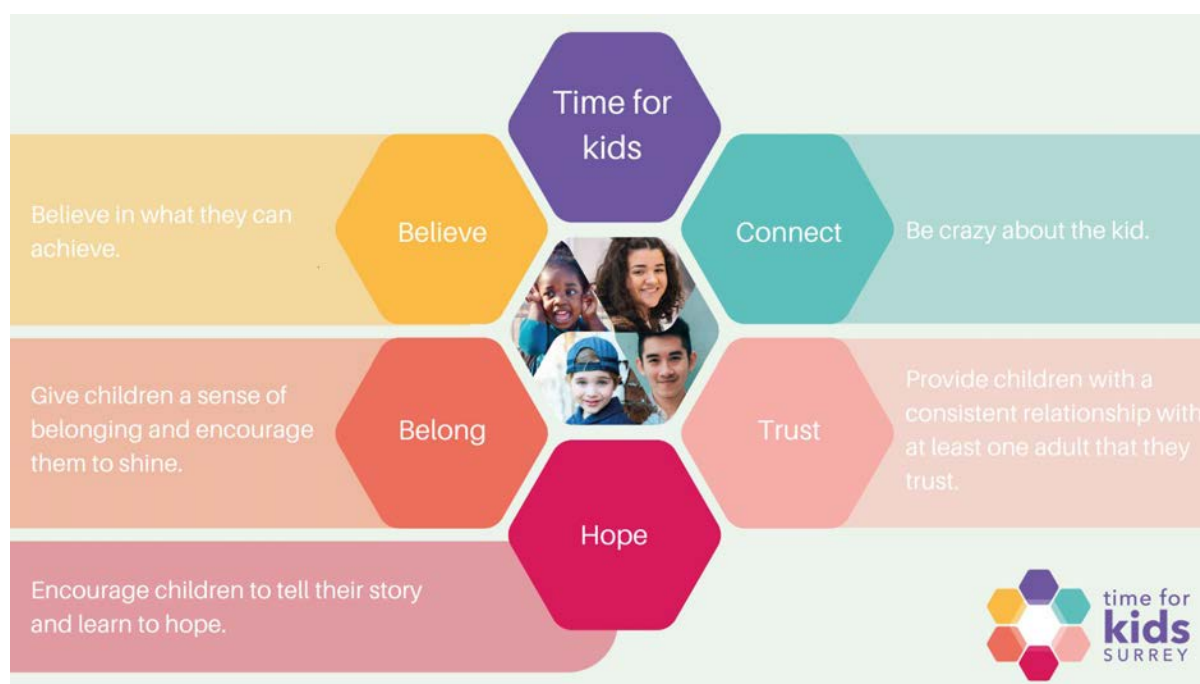 Time for
kids
Believe in what they can
achieve.
Believe
Connect
Be crazy about the kid.
Give children a sense of
belonging and encourage
them to shine.
Belong
Trust
Provide children with a
consistent relationship with
at least one adult that they
trust.
Hope
Encourage children to tell their story
and learn to hope.
time for
kids
SURREY